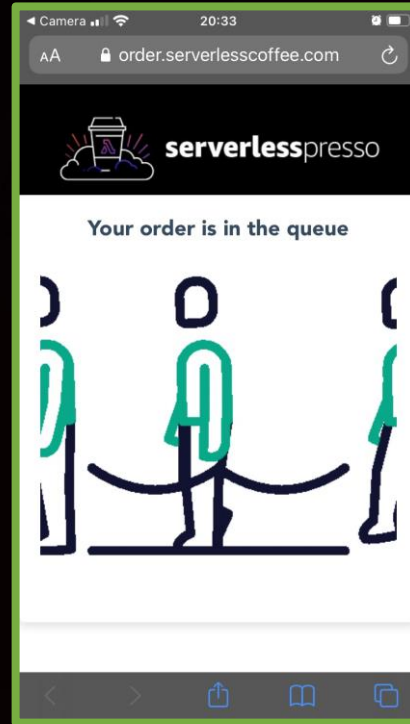 Camera
20:33
AA order.serverlesscoffee.com
serverlesspresso
Your order is in the queue